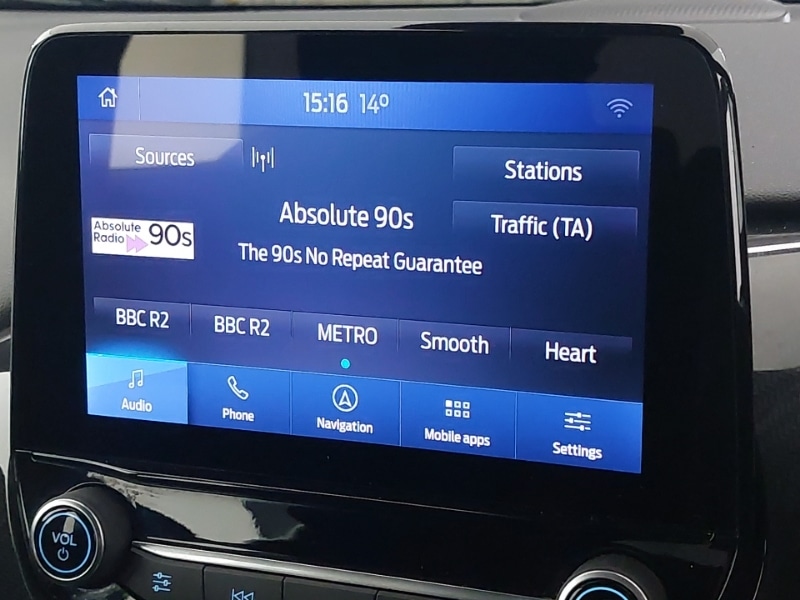 15:16 14º
Sources
Stations
Absolute 90s
Traffic (TA)
Absolute
Radio 90s
The 90s No Repeat Guarantee
BBC R2 BBC R2 METRO Smooth Heart
Audio Phone Navigation Mobile apps Settings
VOL